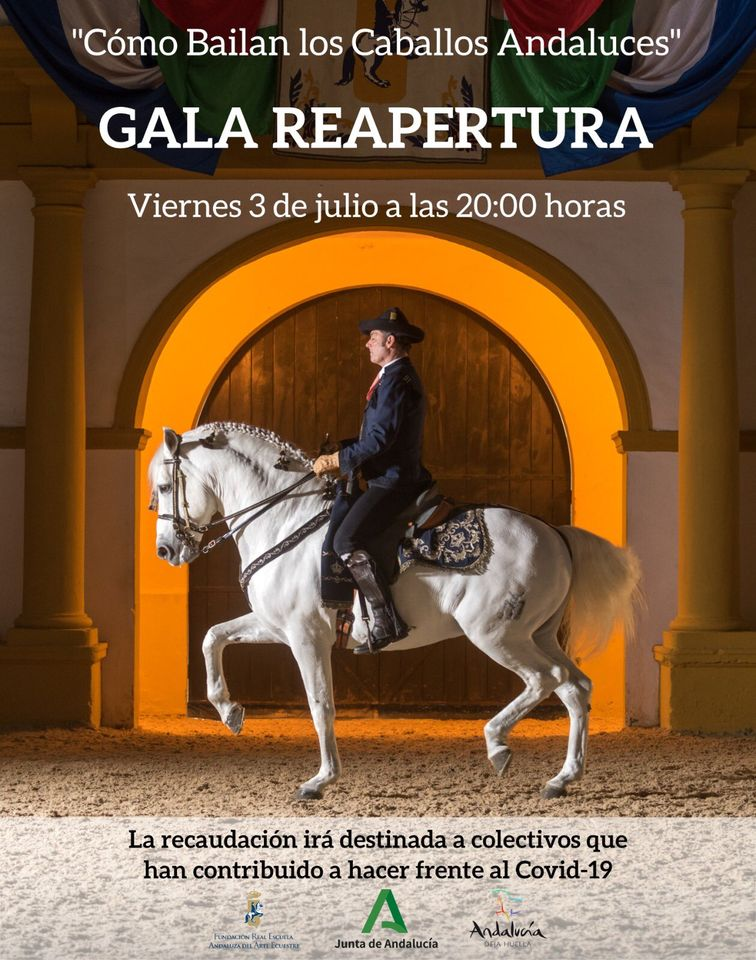 "Cómo Bailan los Caballos Andaluces"
GALA REAPERTURA
Viernes 3 de julio a las 20:00 horas
La recaudación irá destinada a colectivos que
han contribuido a hacer frente al Covid-19
Fundación Real Escuela
Andaluza del Arte Ecuestre
Junta de Andalucía
Andalucía
DEJA HUELLA